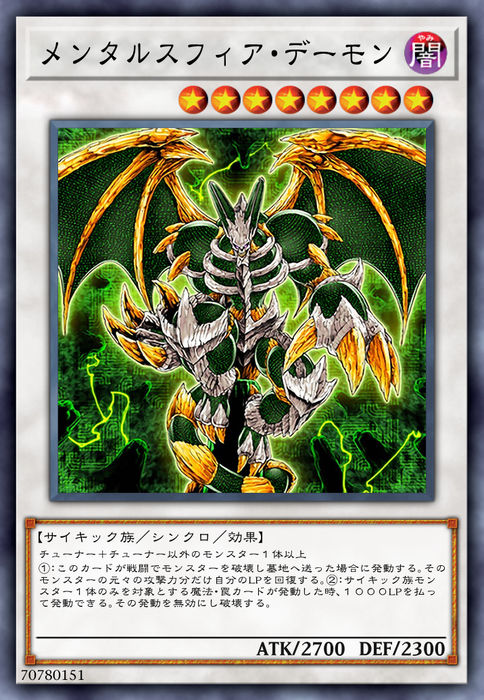 メンタルスフィア・デーモン
やみ
闇
【サイキック族／シンクロ／効果】
チューナー＋チューナー以外のモンスター１体以上
①：このカードが戦闘でモンスターを破壊し墓地へ送った場合に発動する。その
モンスターの元々の攻撃力分だけ自分のLPを回復する。②：サイキック族モン
スター１体のみを対象とする魔法・罠カードが発動した時、１０００LPを払っ
て発動できる。その発動を無効にし破壊する。
ATK/2700 DEF/2300
70780151